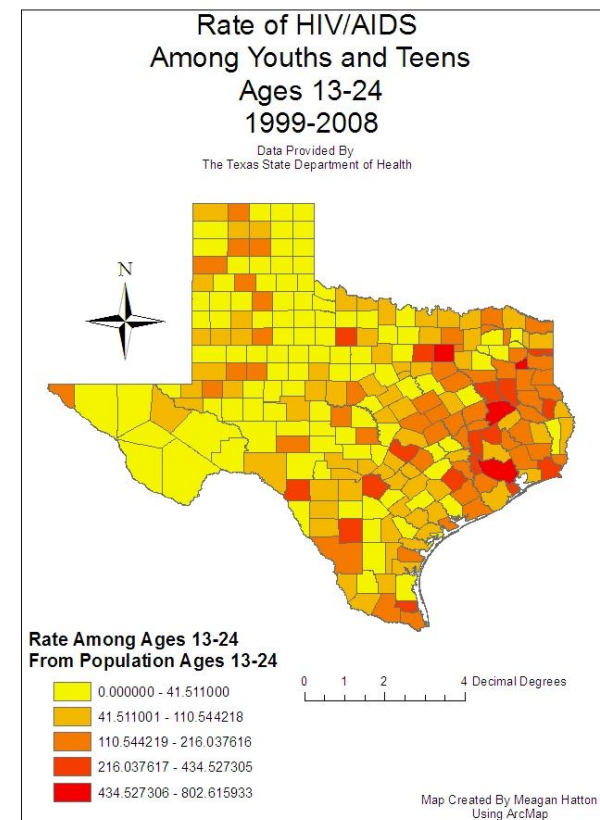 Rate of HIV/AIDS
Among Youths and Teens
Ages 13-24
1999-2008
Data Provided By
The Texas State Department of Health
N
Rate Among Ages 13-24
From Population Ages 13-24
0.000000 - 41.511000
41.511001 - 110.544218
110.544219 - 216.037616
216.037617 - 434.527305
434.527306 - 802.615933
0 1 2 4 Decimal Degrees
Map Created By Meagan Hatton
Using ArcMap